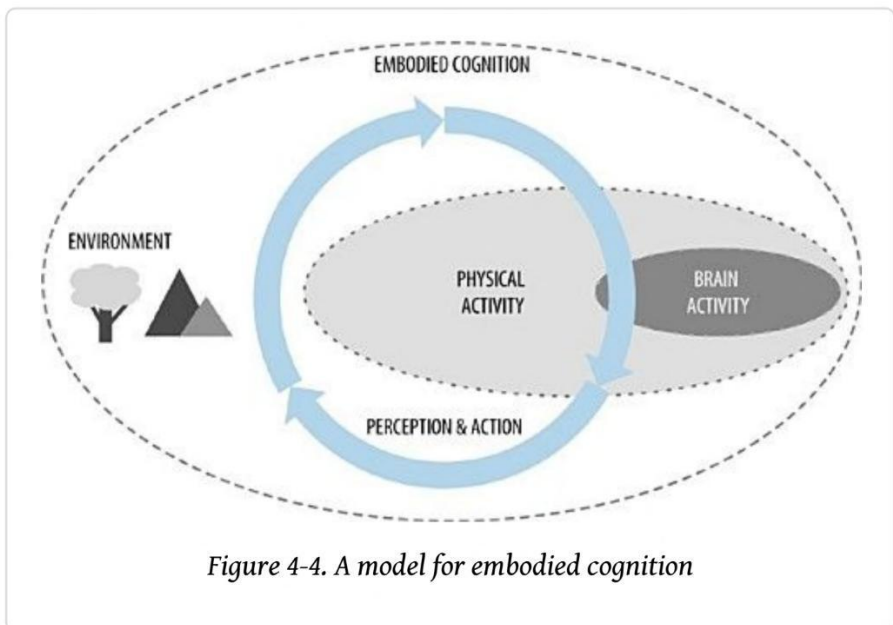 EMBODIED COGNITION
ENVIRONMENT
PHYSICAL
ACTIVITY
BRAIN
ACTIVITY
PERCEPTION & ACTION
Figure 4-4. A model for embodied cognition